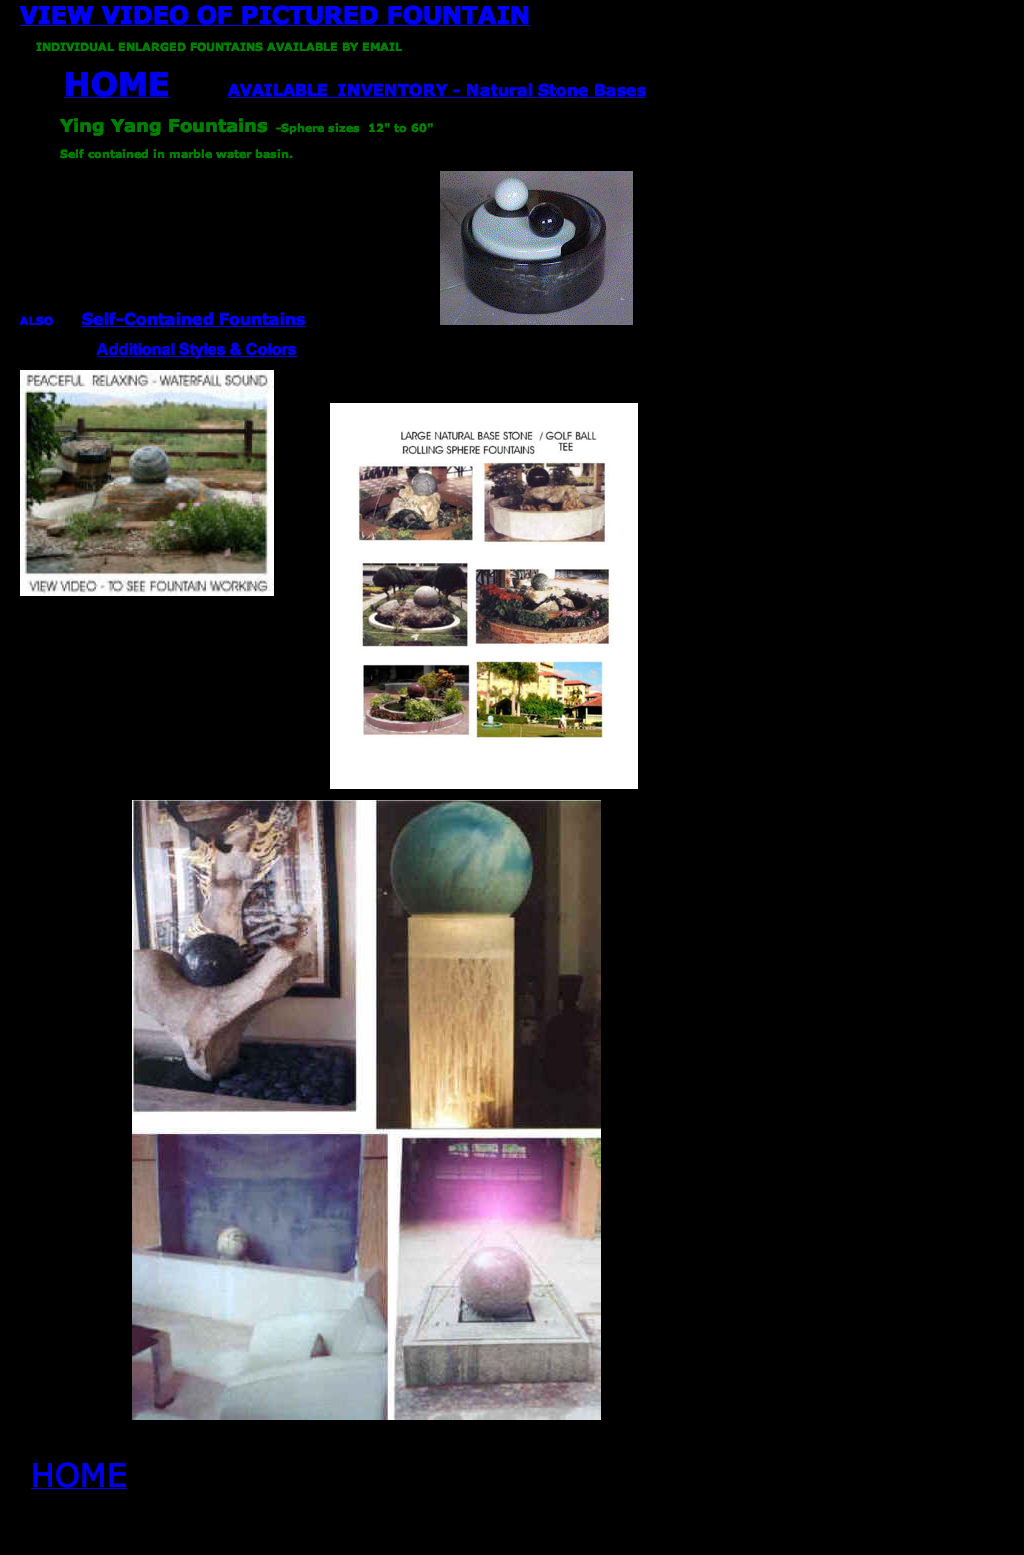 VIEW VIDEO OF PICTURED FOUNTAIN
INDIVIDUAL ENLARGED FOUNTAINS AVAILABLE BY EMAIL
HOME AVAILABLE INVENTORY - Natural Stone Bases
Ying Yang Fountains -Sphere sizes 12" to 60"
Self contained in marble water basin.
ALSO Self-Contained Fountains
Additional Styles & Colors
PEACEFUL RELAXING - WATERFALL SOUND
VIEW VIDEO - TO SEE FOUNTAIN WORKING
LARGE NATURAL BASE STONE / GOLF BALL
ROLLING SPHERE FOUNTAINS TEE
HOME